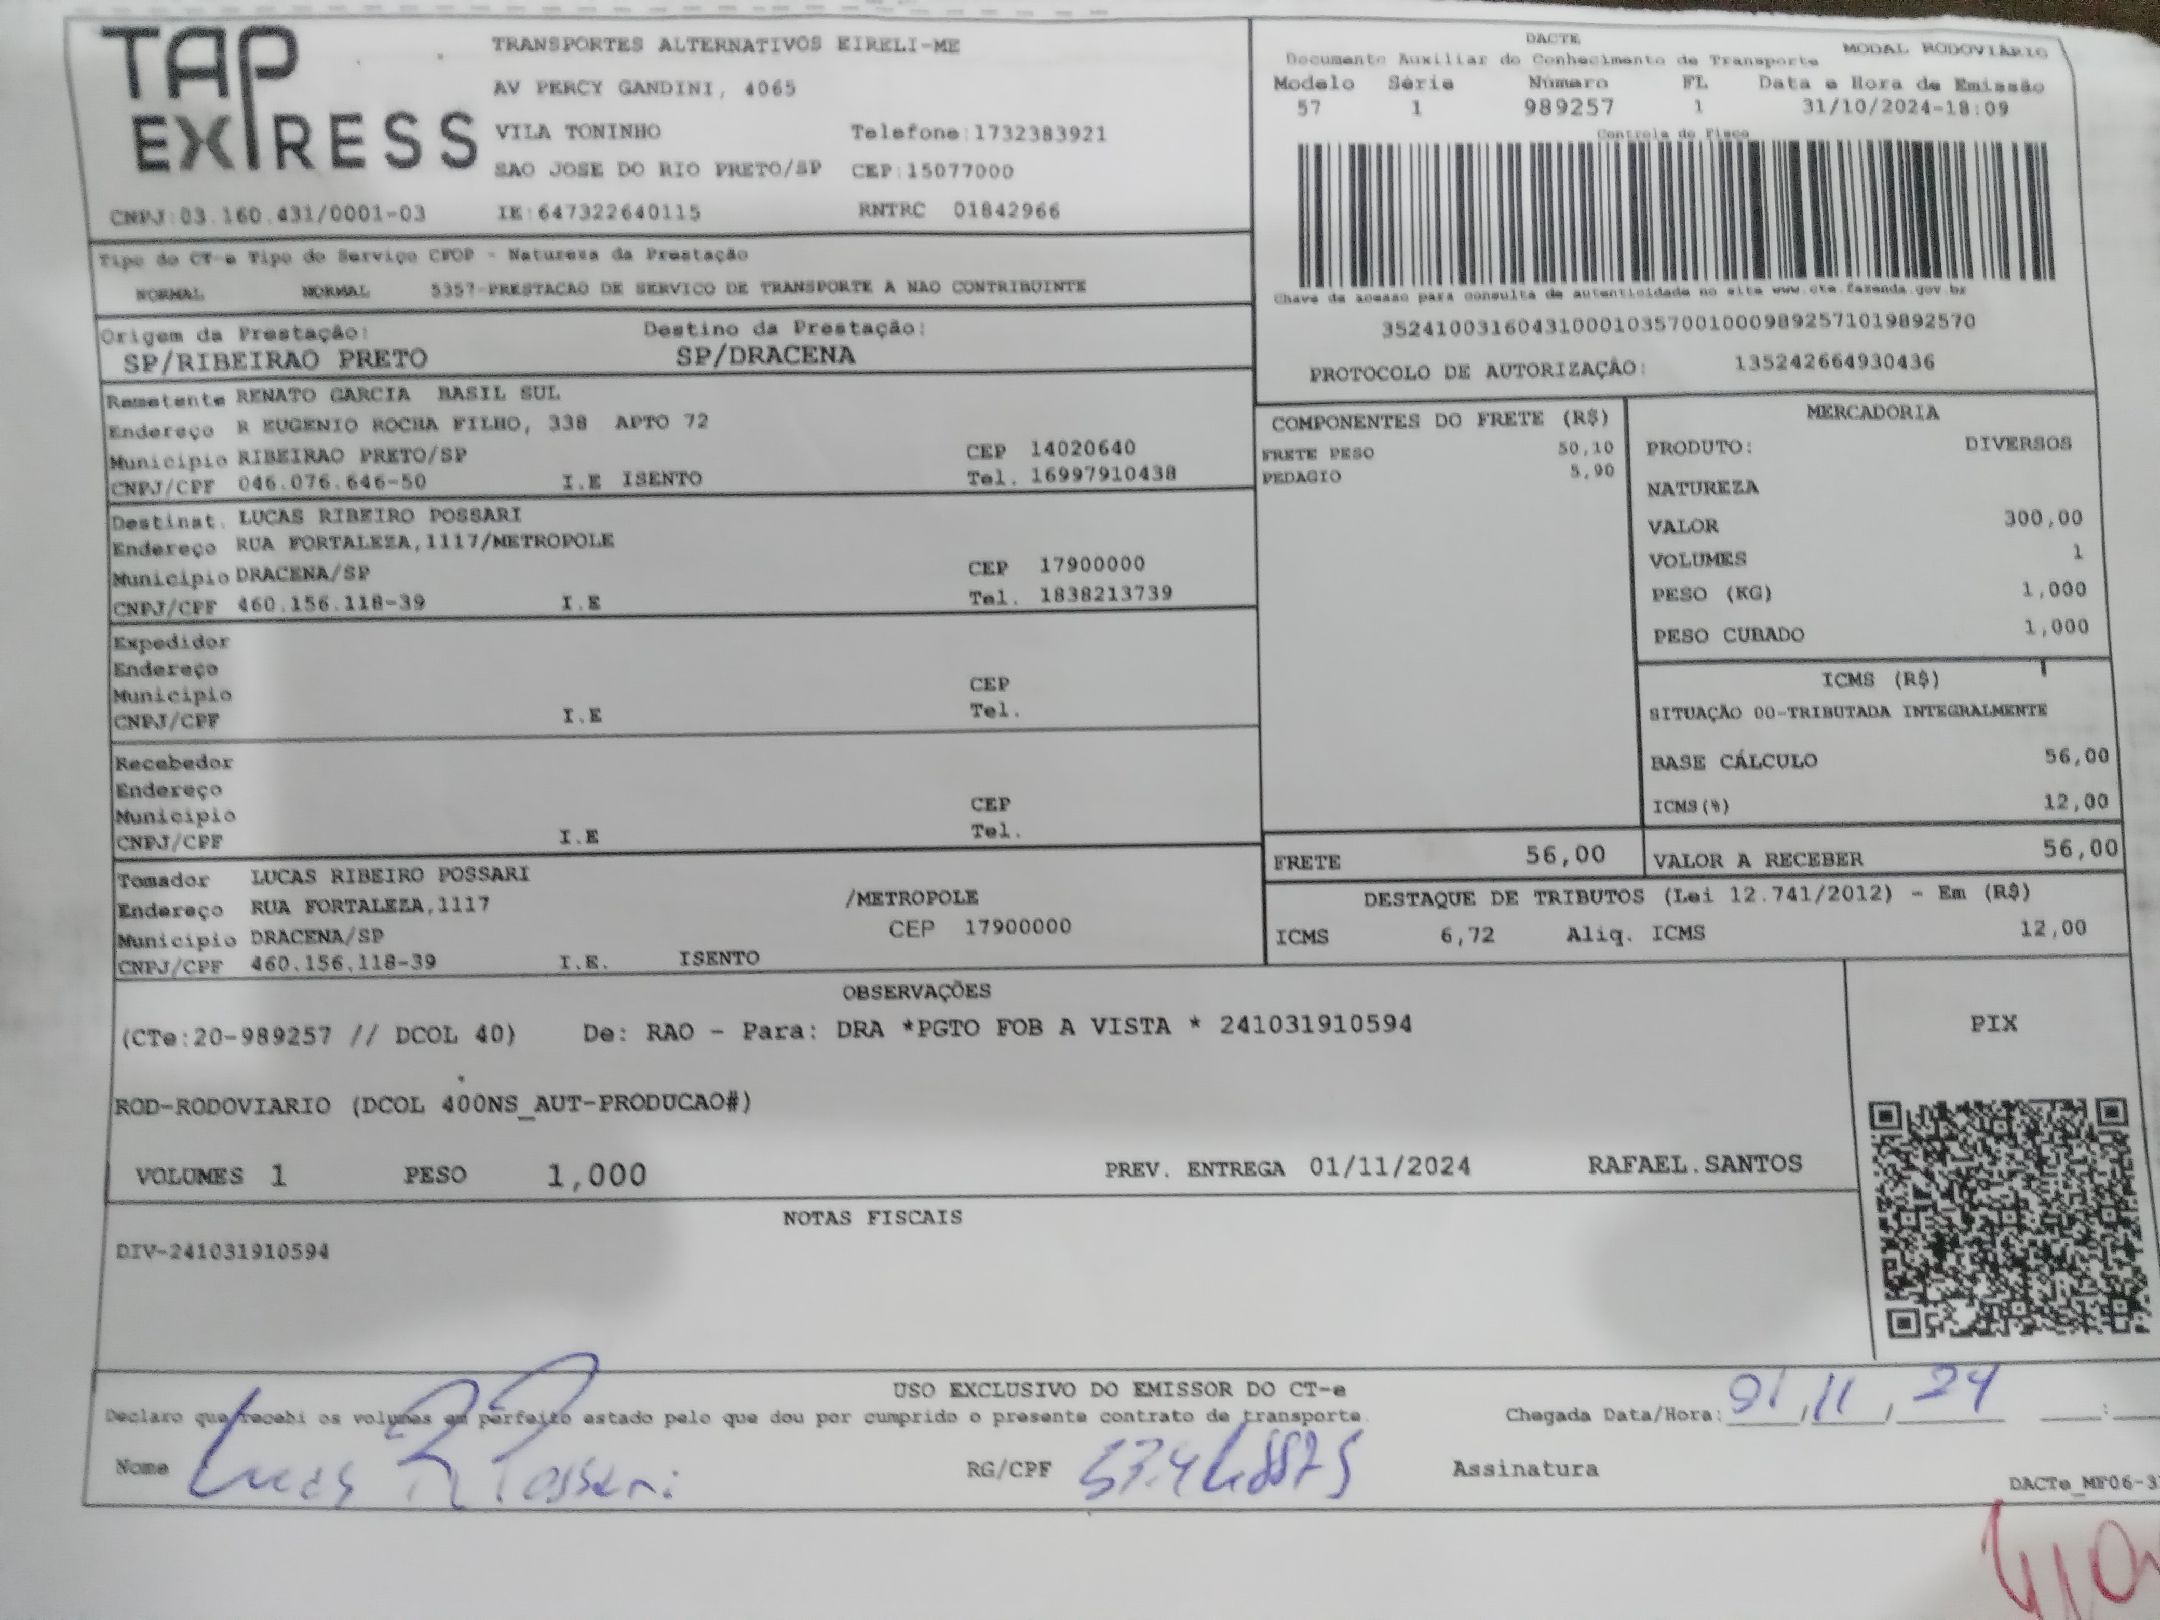 TAP EXPRESS
TRANSPORTES ALTERNATIVOS EIRELI-ME
AV PERCY GANDINI, 4065
VILA TONINHO Telefone:1732383921
SAO JOSE DO RIO PRETO/SP CEP:15077000
CNPJ:03.160.431/0001-03 IE:647322640115 RNTRC 01842966
DACTE
Documento Auxiliar do Conhecimento de Transporte MODAL RODOVIÁRIO
Modelo Série Número FL Data e Hora de Emissão
57 1 989257 1 31/10/2024-18:09
Controle do Fisco
Chave de acesso para consulta de autenticidade no site www.cte.fazenda.gov.br
35241003160431000103570010009892571019892570
PROTOCOLO DE AUTORIZAÇÃO: 135242664930436
Tipo do CT-e Tipo do Serviço CFOP - Natureza da Prestação
NORMAL NORMAL 5357-PRESTACAO DE SERVICO DE TRANSPORTE A NAO CONTRIBUINTE
Origem da Prestação: Destino da Prestação:
SP/RIBEIRAO PRETO SP/DRACENA
Remetente RENATO GARCIA BASIL SUL
Endereço R EUGENIO ROCHA FILHO, 338 APTO 72
Municipio RIBEIRAO PRETO/SP CEP 14020640
CNPJ/CPF 046.076.646-50 I.E ISENTO Tel. 16997910438
Destinat. LUCAS RIBEIRO POSSARI
Endereço RUA FORTALEZA,1117/METROPOLE
Municipio DRACENA/SP CEP 17900000
CNPJ/CPF 460.156.118-39 I.E Tel. 1838213739
Expedidor
Endereço
Municipio CEP
CNPJ/CPF I.E Tel.
Recebedor
Endereço
Municipio CEP
CNPJ/CPF I.E Tel.
Tomador LUCAS RIBEIRO POSSARI
Endereço RUA FORTALEZA,1117 /METROPOLE
Municipio DRACENA/SP CEP 17900000
CNPJ/CPF 460.156.118-39 I.E. ISENTO
COMPONENTES DO FRETE (R$)
FRETE PESO 50,10
PEDAGIO 5,90
MERCADORIA
PRODUTO: DIVERSOS
NATUREZA
VALOR 300,00
VOLUMES 1
PESO (KG) 1,000
PESO CUBADO 1,000
ICMS (R$)
SITUAÇÃO 00-TRIBUTADA INTEGRALMENTE
BASE CÁLCULO 56,00
ICMS(%) 12,00
FRETE 56,00 VALOR A RECEBER 56,00
DESTAQUE DE TRIBUTOS (Lei 12.741/2012) - Em (R$)
ICMS 6,72 Aliq. ICMS 12,00
OBSERVAÇÕES
(CTe:20-989257 // DCOL 40) De: RAO - Para: DRA *PGTO FOB A VISTA * 241031910594
ROD-RODOVIARIO (DCOL 400NS_AUT-PRODUCAO#)
VOLUMES 1 PESO 1,000 PREV. ENTREGA 01/11/2024 RAFAEL.SANTOS
PIX
NOTAS FISCAIS
DIV-241031910594
USO EXCLUSIVO DO EMISSOR DO CT-e
Declaro que recebi os volumes em perfeito estado pelo que dou por cumprido o presente contrato de transporte.
Chegada Data/Hora: 01/11/24
Nome Lucas R Possari RG/CPF Assinatura
DACTe_MF06-3